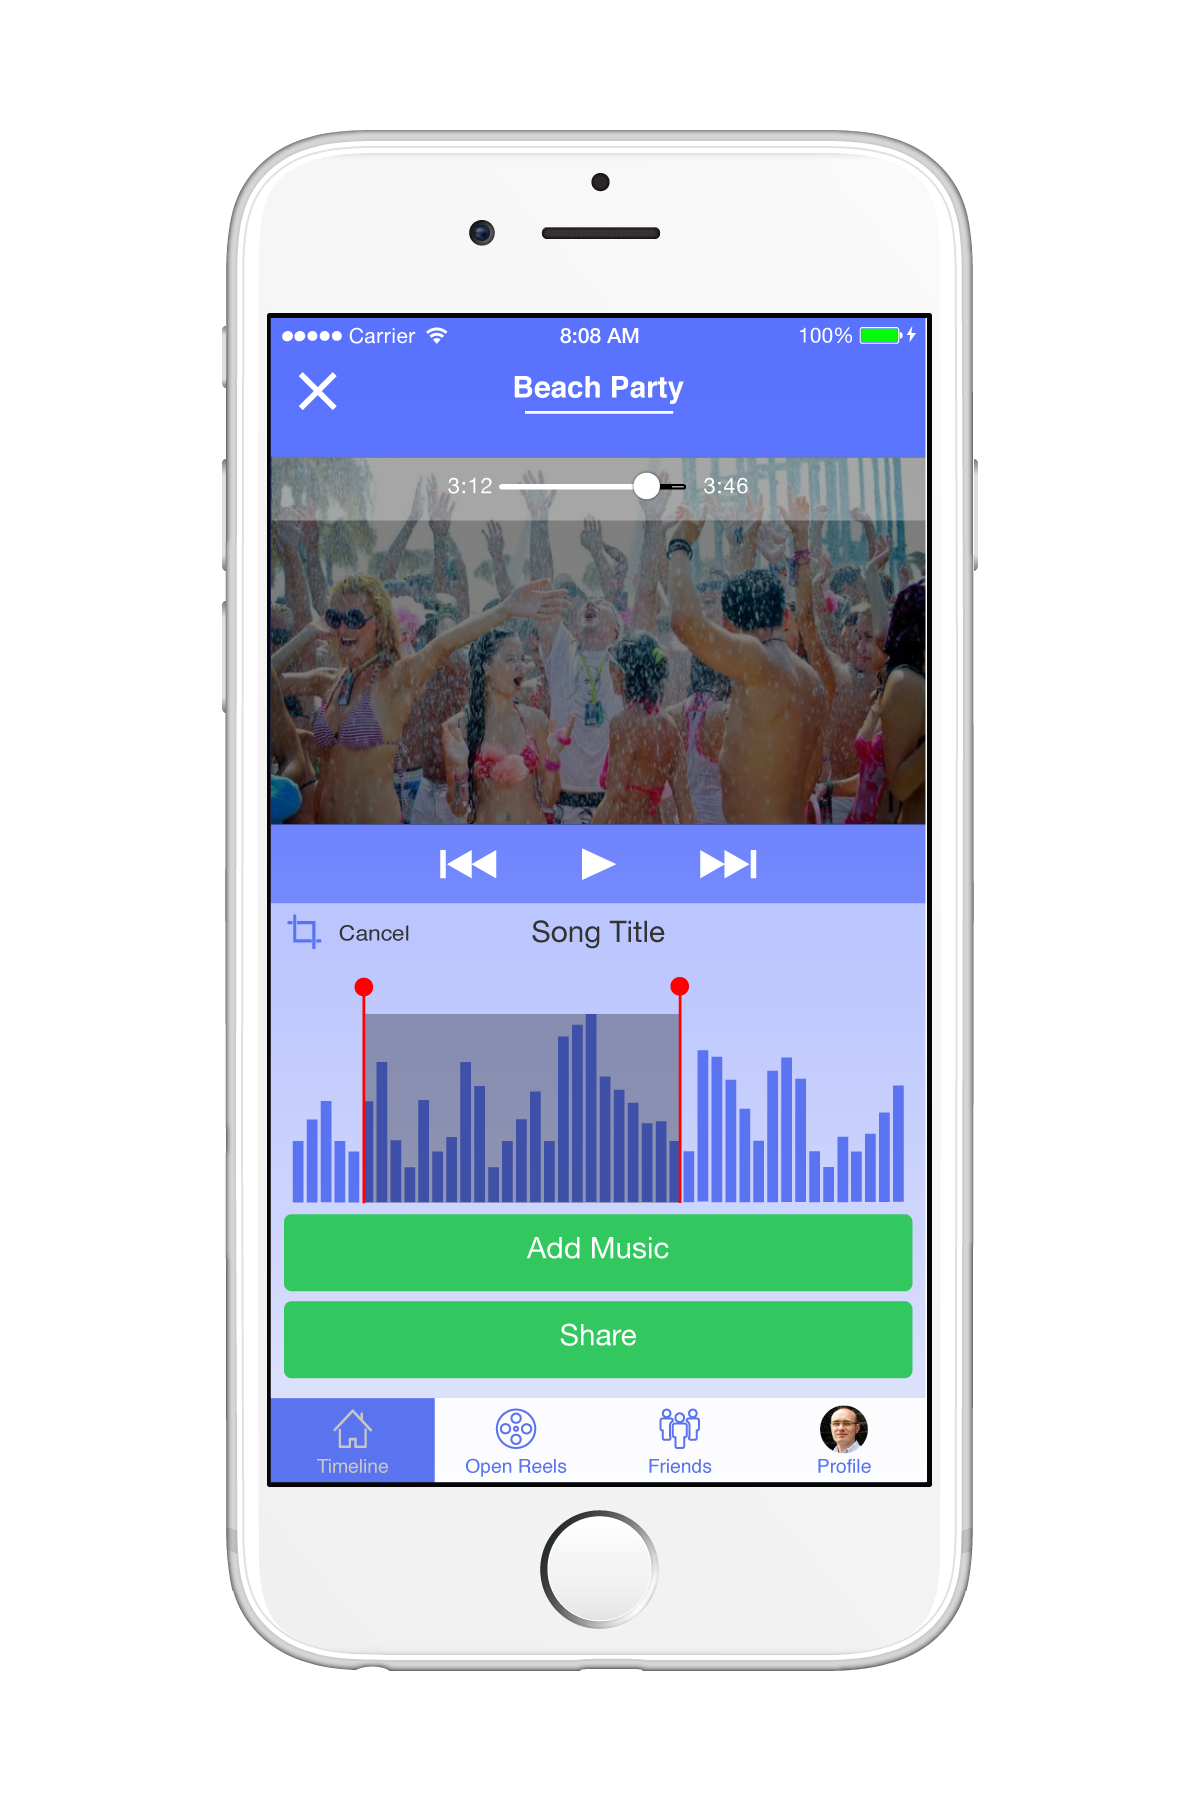 Carrier 8:08 AM 100%
Beach Party
3:12 3:46
Cancel Song Title
Add Music
Share
Timeline Open Reels Friends Profile